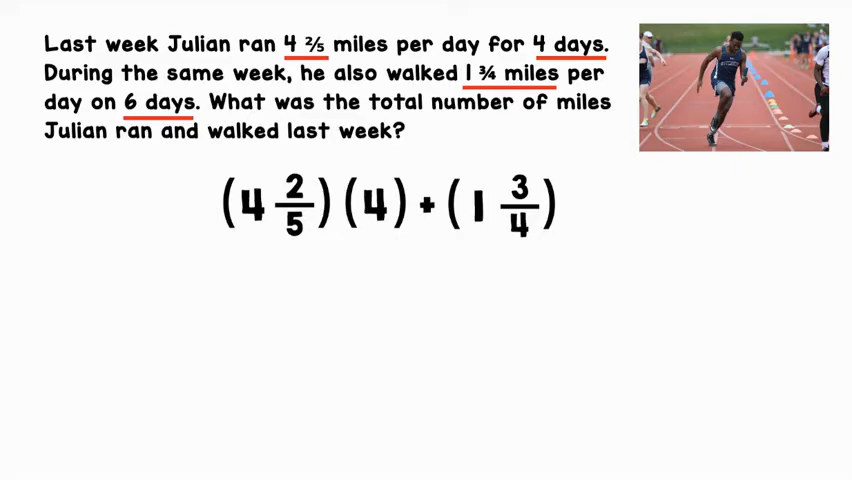 Last week Julian ran 4 ⅖ miles per day for 4 days.
During the same week, he also walked 1 ¾ miles per
day on 6 days. What was the total number of miles
Julian ran and walked last week?
(4 2/5)(4) + (1 3/4)